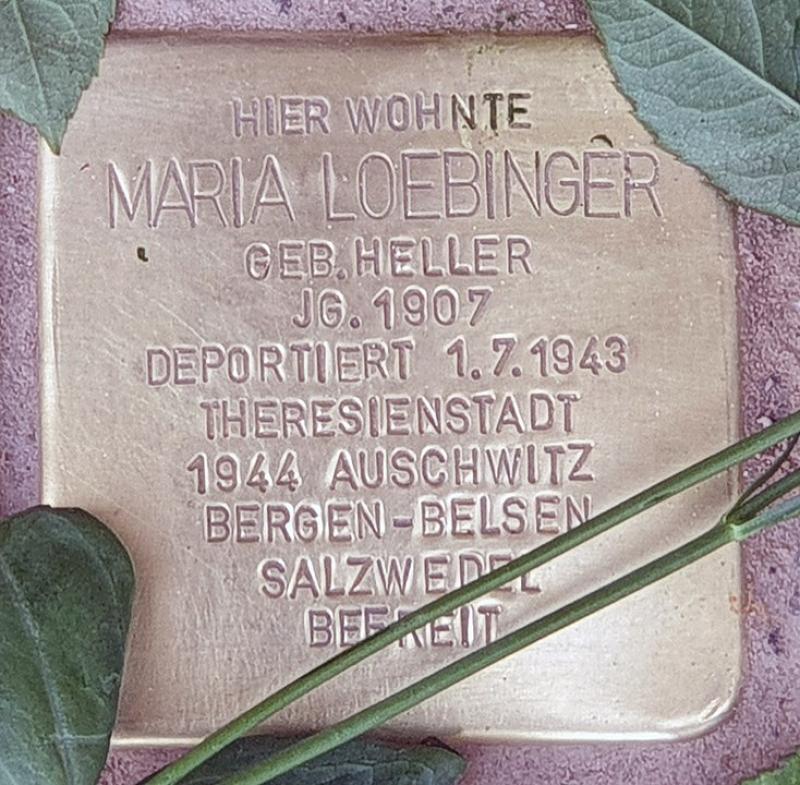 HIER WOHNTE
MARIA LOEBINGER
GEB. HELLER
JG. 1907
DEPORTIERT 1.7.1943
THERESIENSTADT
1944 AUSCHWITZ
BERGEN-BELSEN
SALZWEDEL
BEFREIT